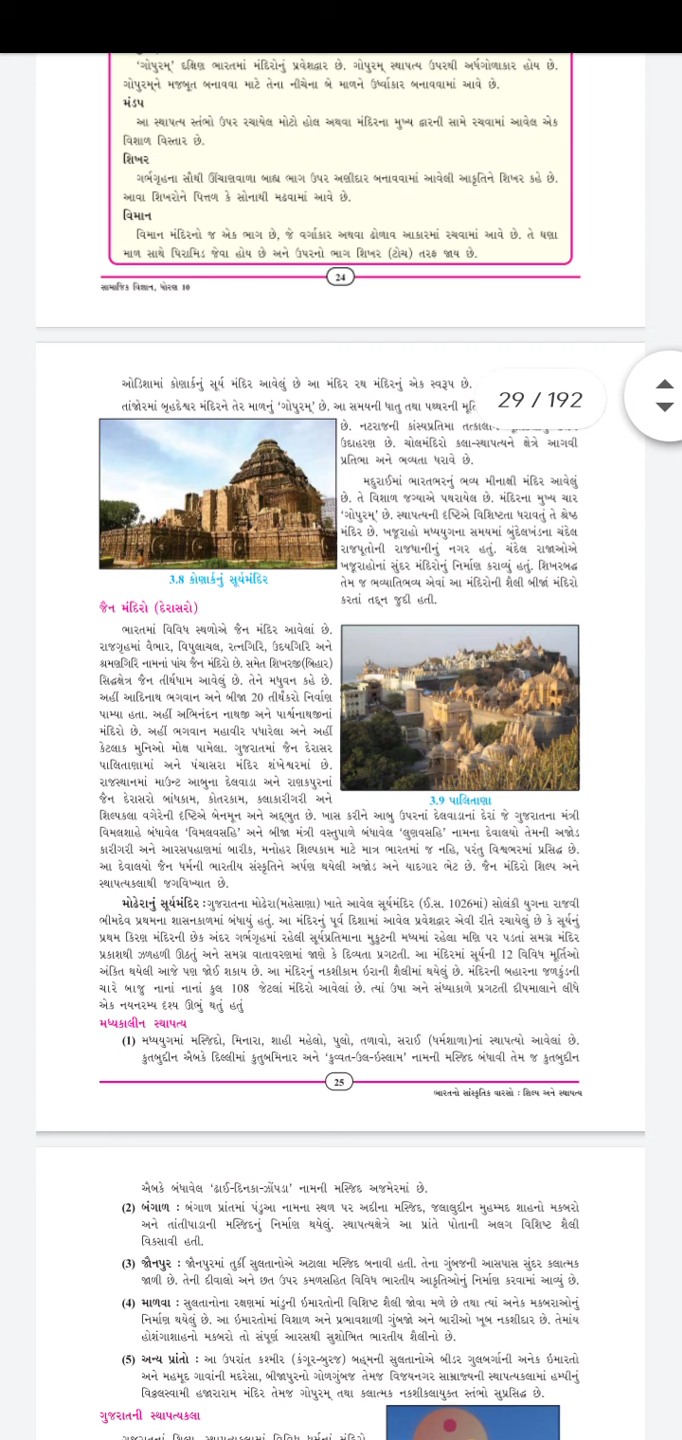 'ગોપુરમ્' દક્ષિણ ભારતમાં મંદિરોનું પ્રવેશદ્વાર છે. ગોપુરમ્ સ્થાપત્ય ઉપરથી અર્ધગોળાકાર હોય છે.
ગોપુરમ્‌ને મજબૂત બનાવવા માટે તેના નીચેના બે માળને ઉર્ધ્વાકાર બનાવવામાં આવે છે.
મંડપ
આ સ્થાપત્ય સ્તંભો ઉપર રચાયેલ મોટો હોલ અથવા મંદિરના મુખ્ય દ્વારની સામે રચવામાં આવેલ એક
વિશાળ વિસ્તાર છે.
શિખર
ગર્ભગૃહના સૌથી ઊંચાણવાળા બાહ્ય ભાગ ઉપર અણીદાર બનાવવામાં આવેલી આકૃતિને શિખર કહે છે.
આવા શિખરોને પિત્તળ કે સોનાથી મઢવામાં આવે છે.
વિમાન
વિમાન મંદિરનો જ એક ભાગ છે, જે વર્ગાકાર અથવા ઢોળાવ આકારમાં રચવામાં આવે છે. તે ઘણા
માળ સાથે પિરામિડ જેવા હોય છે અને ઉપરનો ભાગ શિખર (ટોચ) તરફ જાય છે.
24
સામાજિક વિજ્ઞાન, ધોરણ 10
ઓડિશામાં કોણાર્કનું સૂર્ય મંદિર આવેલું છે આ મંદિર રથ મંદિરનું એક સ્વરૂપ છે.
તાંજોરમાં બૃહદેશ્વર મંદિરને તેર માળનું 'ગોપુરમ્' છે. આ સમયની ધાતુ તથા પથ્થરની
29 / 192
છે. નટરાજની કાંસ્યપ્રતિમા
ઉદાહરણ છે. ચોલમંદિરો કલા-સ્થાપત્યને ક્ષેત્રે આગવી
પ્રતિભા અને ભવ્યતા ધરાવે છે.
મદુરાઈમાં ભારતભરનું ભવ્ય મીનાક્ષી મંદિર આવેલું
છે. તે વિશાળ જગ્યાએ પથરાયેલ છે. મંદિરના મુખ્ય ચાર
'ગોપુરમ્' છે. સ્થાપત્યની દૃષ્ટિએ વિશિષ્ટતા ધરાવતું તે શ્રેષ્ઠ
મંદિર છે. ખજૂરાહો મધ્યયુગના સમયમાં બુંદેલખંડના ચંદેલ
રાજપૂતોની રાજધાનીનું નગર હતું. ચંદેલ રાજાઓએ
ખજૂરાહોનાં સુંદર મંદિરોનું નિર્માણ કરાવ્યું હતું. શિખરબદ્ધ
તેમ જ ભવ્યાતિભવ્ય એવાં આ મંદિરોની શૈલી બીજાં મંદિરો
કરતાં તદ્દન જુદી હતી.
3.8 કોણાર્કનું સૂર્યમંદિર
જૈન મંદિરો (દેરાસરો)
ભારતમાં વિવિધ સ્થળોએ જૈન મંદિર આવેલાં છે.
રાજગૃહમાં વૈભાર, વિપુલાચલ, રત્નગિરિ, ઉદયગિરિ અને
શ્રમણગિરિ નામનાં પાંચ જૈન મંદિરો છે. સમેત શિખરજી(બિહાર)
સિદ્ધક્ષેત્ર જૈન તીર્થધામ આવેલું છે. તેને મધુવન કહે છે.
અહીં આદિનાથ ભગવાન અને બીજા 20 તીર્થંકરો નિર્વાણ
પામ્યા હતા. અહીં અભિનંદન નાથજી અને પાર્શ્વનાથજીનાં
મંદિરો છે. અહીં ભગવાન મહાવીર પધારેલા અને અહીં
કેટલાક મુનિઓ મોક્ષ પામેલા. ગુજરાતમાં જૈન દેરાસર
પાલિતાણામાં અને પંચાસરા મંદિર શંખેશ્વરમાં છે.
રાજસ્થાનમાં માઉન્ટ આબુના દેલવાડા અને રાણકપુરનાં
જૈન દેરાસરો બાંધકામ, કોતરકામ, કલાકારીગરી અને
3.9 પાલિતાણા
શિલ્પકલા વગેરેની દૃષ્ટિએ બેનમૂન અને અદ્ભુત છે. ખાસ કરીને આબુ ઉપરનાં દેલવાડાનાં દેરાં જે ગુજરાતના મંત્રી
વિમલશાહે બંધાવેલ 'વિમલવસહિ' અને બીજા મંત્રી વસ્તુપાળે બંધાવેલ 'લુણવસહિ' નામના દેવાલયો તેમની અજોડ
કારીગરી અને આરસપહાણમાં બારીક, મનોહર શિલ્પકામ માટે માત્ર ભારતમાં જ નહિ, પરંતુ વિશ્વભરમાં પ્રસિદ્ધ છે.
આ દેવાલયો જૈન ધર્મની ભારતીય સંસ્કૃતિને અર્પણ થયેલી અજોડ અને યાદગાર ભેટ છે. જૈન મંદિરો શિલ્પ અને
સ્થાપત્યકલાથી જગવિખ્યાત છે.
મોઢેરાનું સૂર્યમંદિર :ગુજરાતના મોઢેરા(મહેસાણા) ખાતે આવેલ સૂર્યમંદિર (ઈ.સ. 1026માં) સોલંકી યુગના રાજવી
ભીમદેવ પ્રથમના શાસનકાળમાં બંધાયું હતું. આ મંદિરનું પૂર્વ દિશામાં આવેલ પ્રવેશદ્વાર એવી રીતે રચાયેલું છે કે સૂર્યનું
પ્રથમ કિરણ મંદિરની છેક અંદર ગર્ભગૃહમાં રહેલી સૂર્યપ્રતિમાના મુકુટની મધ્યમાં રહેલા મણિ પર પડતાં સમગ્ર મંદિર
પ્રકાશથી ઝળહળી ઊઠતું અને સમગ્ર વાતાવરણમાં જાણે કે દિવ્યતા પ્રગટતી. આ મંદિરમાં સૂર્યની 12 વિવિધ મૂર્તિઓ
અંકિત થયેલી આજે પણ જોઈ શકાય છે. આ મંદિરનું નકશીકામ ઇરાની શૈલીમાં થયેલું છે. મંદિરની બહારના જળકુંડની
ચારે બાજુ નાનાં નાનાં કુલ 108 જેટલાં મંદિરો આવેલાં છે. ત્યાં ઉષા અને સંધ્યાકાળે પ્રગટતી દીપમાલાને લીધે
એક નયનરમ્ય દૃશ્ય ઊભું થતું હતું
મધ્યકાલીન સ્થાપત્ય
(1) મધ્યયુગમાં મસ્જિદો, મિનારા, શાહી મહેલો, પુલો, તળાવો, સરાઈ (ધર્મશાળા)નાં સ્થાપત્યો આવેલાં છે.
કુતબુદ્દીન ઐબકે દિલ્લીમાં કુતુબમિનાર અને 'કુવ્વત-ઉલ-ઇસ્લામ' નામની મસ્જિદ બંધાવી તેમ જ કુતબુદ્દીન
25
ભારતનો સાંસ્કૃતિક વારસો : શિલ્પ અને સ્થાપત્ય
ઐબકે બંધાવેલ 'ઢાઈ-દિનકા-ઝોંપડા' નામની મસ્જિદ અજમેરમાં છે.
(2) બંગાળ : બંગાળ પ્રાંતમાં પંડુઆ નામના સ્થળ પર અદીના મસ્જિદ, જલાલુદ્દીન મુહમ્મદ શાહનો મકબરો
અને તાંતીપાડાની મસ્જિદનું નિર્માણ થયેલું. સ્થાપત્યક્ષેત્રે આ પ્રાંતે પોતાની અલગ વિશિષ્ટ શૈલી
વિકસાવી હતી.
(3) જૌનપુર : જૌનપુરમાં તુર્કી સુલતાનોએ અટાલા મસ્જિદ બનાવી હતી. તેના ગુંબજની આસપાસ સુંદર કલાત્મક
જાળી છે. તેની દીવાલો અને છત ઉપર કમળસહિત વિવિધ ભારતીય આકૃતિઓનું નિર્માણ કરવામાં આવ્યું છે.
(4) માળવા : સુલતાનોના રક્ષણમાં માંડુની ઇમારતોની વિશિષ્ટ શૈલી જોવા મળે છે તથા ત્યાં અનેક મકબરાઓનું
નિર્માણ થયેલું છે. આ ઇમારતોમાં વિશાળ અને પ્રભાવશાળી ગુંબજો અને બારીઓ ખૂબ નકશીદાર છે. તેમાંય
હોશંગશાહનો મકબરો તો સંપૂર્ણ આરસથી સુશોભિત ભારતીય શૈલીનો છે.
(5) અન્ય પ્રાંતો : આ ઉપરાંત કશ્મીર (કંગૂર-બુરજ) બહ્મની સુલતાનોએ બીડર ગુલબર્ગાની અનેક ઇમારતો
અને મહમૂદ ગાવાંની મદરેસા, બીજાપુરનો ગોળગુંબજ તેમજ વિજયનગર સામ્રાજ્યની સ્થાપત્યકલામાં હમ્પીનું
વિઠ્ઠલસ્વામી હજારારામ મંદિર તેમજ ગોપુરમ્ તથા કલાત્મક નકશીકલાયુક્ત સ્તંભો સુપ્રસિદ્ધ છે.
ગુજરાતની સ્થાપત્યકલા